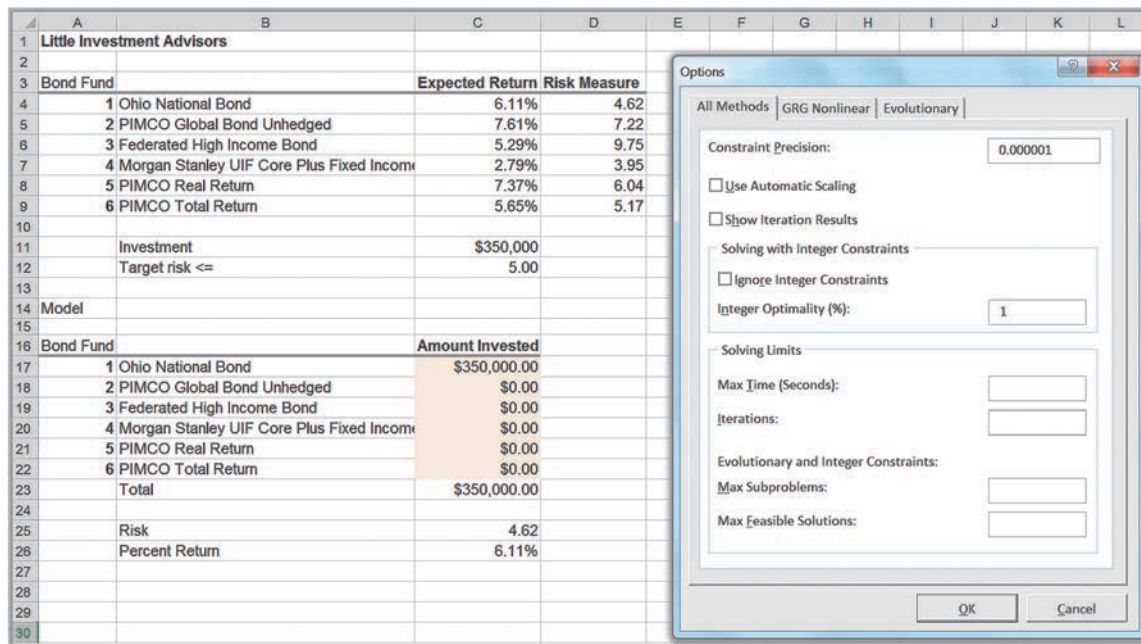 A B C D E F G H I J K L
1 Little Investment Advisors
2
3 Bond Fund Expected Return Risk Measure
4 1 Ohio National Bond 6.11% 4.62
5 2 PIMCO Global Bond Unhedged 7.61% 7.22
6 3 Federated High Income Bond 5.29% 9.75
7 4 Morgan Stanley UIF Core Plus Fixed Income 2.79% 3.95
8 5 PIMCO Real Return 7.37% 6.04
9 6 PIMCO Total Return 5.65% 5.17
10
11 Investment $350,000
12 Target risk <= 5.00
13
14 Model
15
16 Bond Fund Amount Invested
17 1 Ohio National Bond $350,000.00
18 2 PIMCO Global Bond Unhedged $0.00
19 3 Federated High Income Bond $0.00
20 4 Morgan Stanley UIF Core Plus Fixed Income $0.00
21 5 PIMCO Real Return $0.00
22 6 PIMCO Total Return $0.00
23 Total $350,000.00
24
25 Risk 4.62
26 Percent Return 6.11%
27
28
29
30
Options
All Methods GRG Nonlinear Evolutionary
Constraint Precision: 0.000001
Use Automatic Scaling
Show Iteration Results
Solving with Integer Constraints
Ignore Integer Constraints
Integer Optimality (%): 1
Solving Limits
Max Time (Seconds):
Iterations:
Evolutionary and Integer Constraints:
Max Subproblems:
Max Feasible Solutions:
OK Cancel